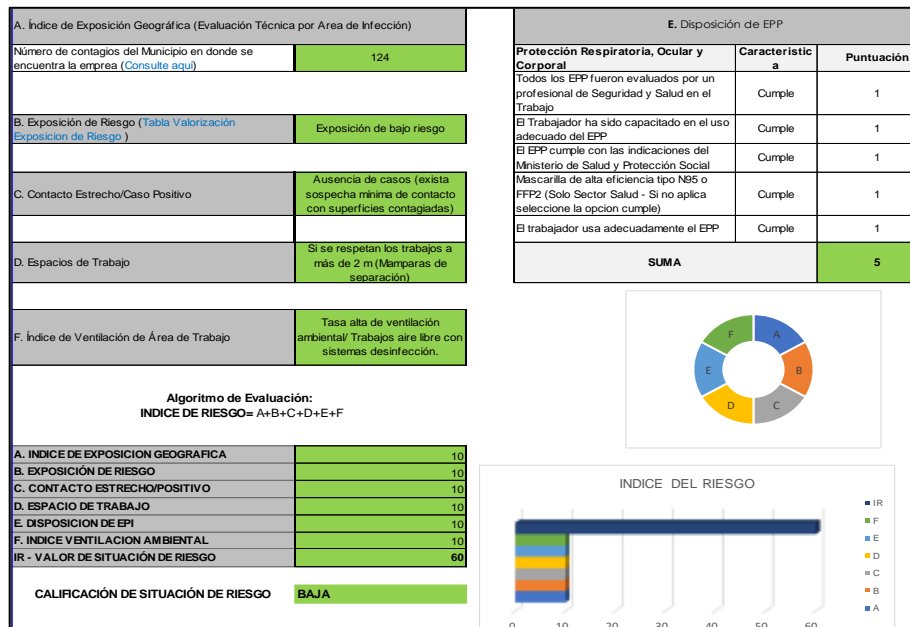 A. Índice de Exposición Geográfica (Evaluación Técnica por Area de Infección)
Número de contagios del Municipio en donde se
encuentra la emprea (Consulte aquí)
124
B. Exposición de Riesgo (Tabla Valorización
Exposicion de Riesgo )
Exposición de bajo riesgo
C. Contacto Estrecho/Caso Positivo
Ausencia de casos (exista
sospecha mínima de contacto
con superficies contagiadas)
D. Espacios de Trabajo
Si se respetan los trabajos a
más de 2 m (Mamparas de
separación)
F. Índice de Ventilación de Área de Trabajo
Tasa alta de ventilación
ambiental/ Trabajos aire libre con
sistemas desinfección.
Algoritmo de Evaluación:
INDICE DE RIESGO= A+B+C+D+E+F
A. INDICE DE EXPOSICION GEOGRAFICA 10
B. EXPOSICIÓN DE RIESGO 10
C. CONTACTO ESTRECHO/POSITIVO 10
D. ESPACIO DE TRABAJO 10
E. DISPOSICION DE EPI 10
F. INDICE VENTILACION AMBIENTAL 10
IR - VALOR DE SITUACIÓN DE RIESGO 60
CALIFICACIÓN DE SITUACIÓN DE RIESGO BAJA
E. Disposición de EPP
Protección Respiratoria, Ocular y
Corporal
Caracteristic
a
Puntuación
Todos los EPP fueron evaluados por un
profesional de Seguridad y Salud en el
Trabajo
Cumple 1
El Trabajador ha sido capacitado en el uso
adecuado del EPP
Cumple 1
El EPP cumple con las indicaciones del
Ministerio de Salud y Protección Social
Cumple 1
Mascarilla de alta eficiencia tipo N95 o
FFP2 (Solo Sector Salud - Si no aplica
seleccione la opcion cumple)
Cumple 1
El trabajador usa adecuadamente el EPP Cumple 1
SUMA 5
F A
E B
D C
INDICE DEL RIESGO
IR
F
E
D
C
B
A
0 10 20 30 40 50 60